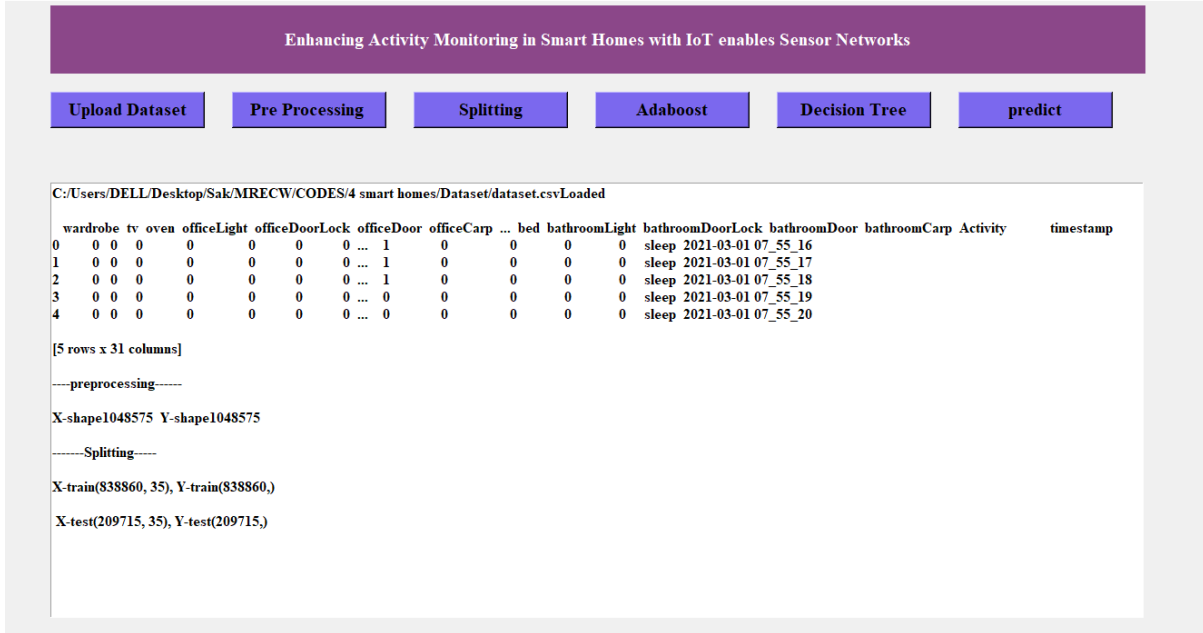 Enhancing Activity Monitoring in Smart Homes with IoT enables Sensor Networks
Upload Dataset Pre Processing Splitting Adaboost Decision Tree predict
C:/Users/DELL/Desktop/Sak/MRECW/CODES/4 smart homes/Dataset/dataset.csvLoaded
wardrobe tv oven officeLight officeDoorLock officeDoor officeCarp ... bed bathroomLight bathroomDoorLock bathroomDoor bathroomCarp Activity timestamp
0 0 0 0 0 0 0 0 ... 1 0 0 0 0 sleep 2021-03-01 07_55_16
1 0 0 0 0 0 0 0 ... 1 0 0 0 0 sleep 2021-03-01 07_55_17
2 0 0 0 0 0 0 0 ... 1 0 0 0 0 sleep 2021-03-01 07_55_18
3 0 0 0 0 0 0 0 ... 0 0 0 0 0 sleep 2021-03-01 07_55_19
4 0 0 0 0 0 0 0 ... 0 0 0 0 0 sleep 2021-03-01 07_55_20
[5 rows x 31 columns]
----preprocessing------
X-shape1048575 Y-shape1048575
-------Splitting-----
X-train(838860, 35), Y-train(838860,)
X-test(209715, 35), Y-test(209715,)